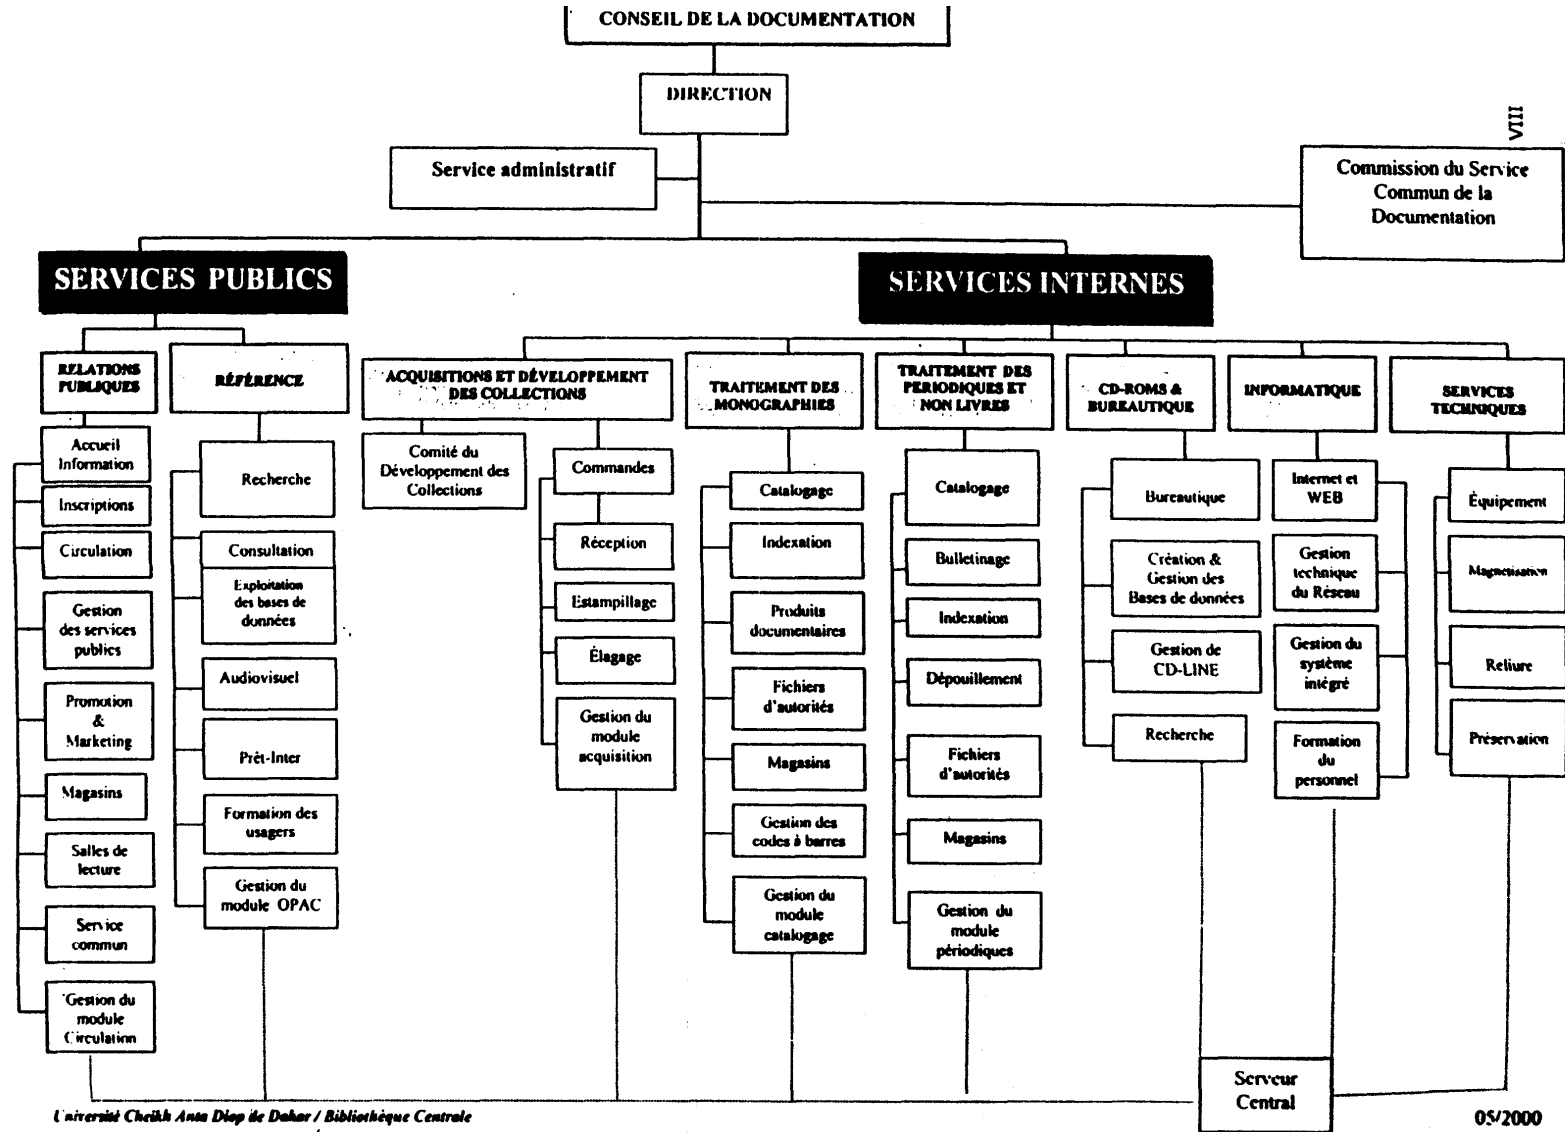 CONSEIL DE LA DOCUMENTATION
DIRECTION
VIII
Service administratif
Commission du Service
Commun de la
Documentation
SERVICES PUBLICS
SERVICES INTERNES
RELATIONS
PUBLIQUES
RÉFÉRENCE
ACQUISITIONS ET DÉVELOPPEMENT
DES COLLECTIONS
TRAITEMENT DES
MONOGRAPHIES
TRAITEMENT DES
PERIODIQUES ET
NON LIVRES
CD-ROMS &
BUREAUTIQUE
INFORMATIQUE
SERVICES
TECHNIQUES
Accueil
Information
Inscriptions
Circulation
Gestion
des services
publics
Promotion
&
Marketing
Magasins
Salles de
lecture
Service
commun
Gestion du
module
Circulation
Recherche
Consultation
Exploitation
des bases de
données
Audiovisuel
Prêt-Inter
Formation des
usagers
Gestion du
module OPAC
Comité du
Développement des
Collections
Commandes
Réception
Estampillage
Élagage
Gestion du
module
acquisition
Catalogage
Indexation
Produits
documentaires
Fichiers
d'autorités
Magasins
Gestion des
codes à barres
Gestion du
module
catalogage
Catalogage
Bulletinage
Indexation
Dépouillement
Fichiers
d'autorités
Magasins
Gestion du
module
périodiques
Bureautique
Création &
Gestion des
Bases de données
Gestion de
CD-LINE
Recherche
Internet et
WEB
Gestion
technique
du Réseau
Gestion du
système
intégré
Formation
du
personnel
Équipement
Magnétisation
Reliure
Préservation
Serveur
Central
Université Cheikh Anta Diop de Dakar / Bibliothèque Centrale
05/2000